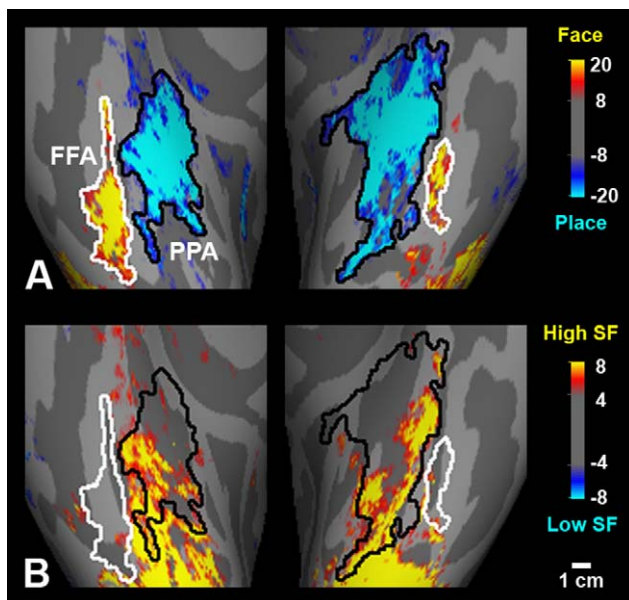 Face
20
8
-8
-20
Place
FFA
PPA
A
High SF
8
4
-4
-8
Low SF
B
1 cm